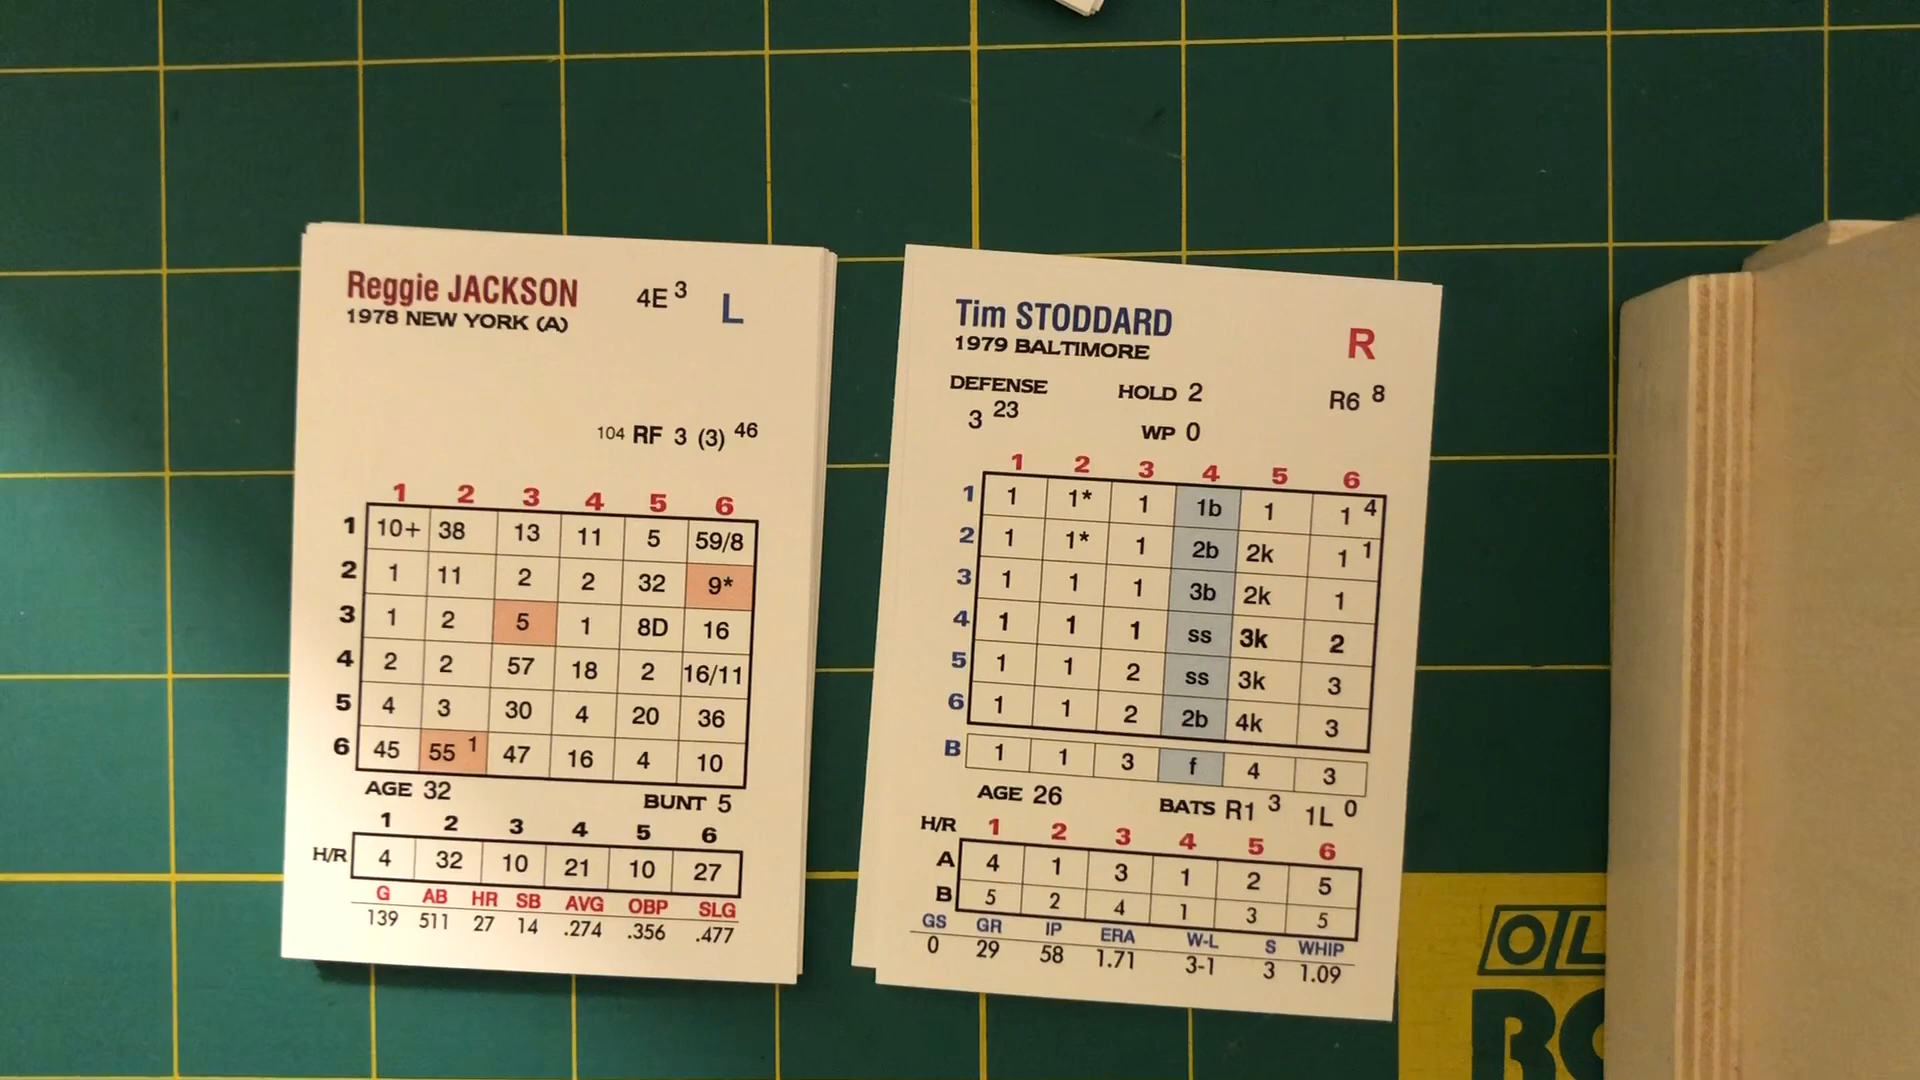 Reggie JACKSON 4E 3 L
1978 NEW YORK (A)
104 RF 3 (3) 46
1 2 3 4 5 6
1 10+ 38 13 11 5 59/8
2 1 11 2 2 32 9*
3 1 2 5 1 8D 16
4 2 2 57 18 2 16/11
5 4 3 30 4 20 36
6 45 55 1 47 16 4 10
AGE 32 BUNT 5
1 2 3 4 5 6
H/R 4 32 10 21 10 27
G AB HR SB AVG OBP SLG
139 511 27 14 .274 .356 .477
Tim STODDARD R
1979 BALTIMORE
DEFENSE HOLD 2 R6 8
3 23 WP 0
1 2 3 4 5 6
1 1 1* 1 1b 1 1 4
2 1 1* 1 2b 2k 1 1
3 1 1 1 3b 2k 1
4 1 1 1 ss 3k 2
5 1 1 2 ss 3k 3
6 1 1 2 2b 4k 3
B 1 1 3 f 4 3
AGE 26 BATS R1 3 1L 0
H/R 1 2 3 4 5 6
A 4 1 3 1 2 5
B 5 2 4 1 3 5
GS GR IP ERA W-L S WHIP
0 29 58 1.71 3-1 3 1.09